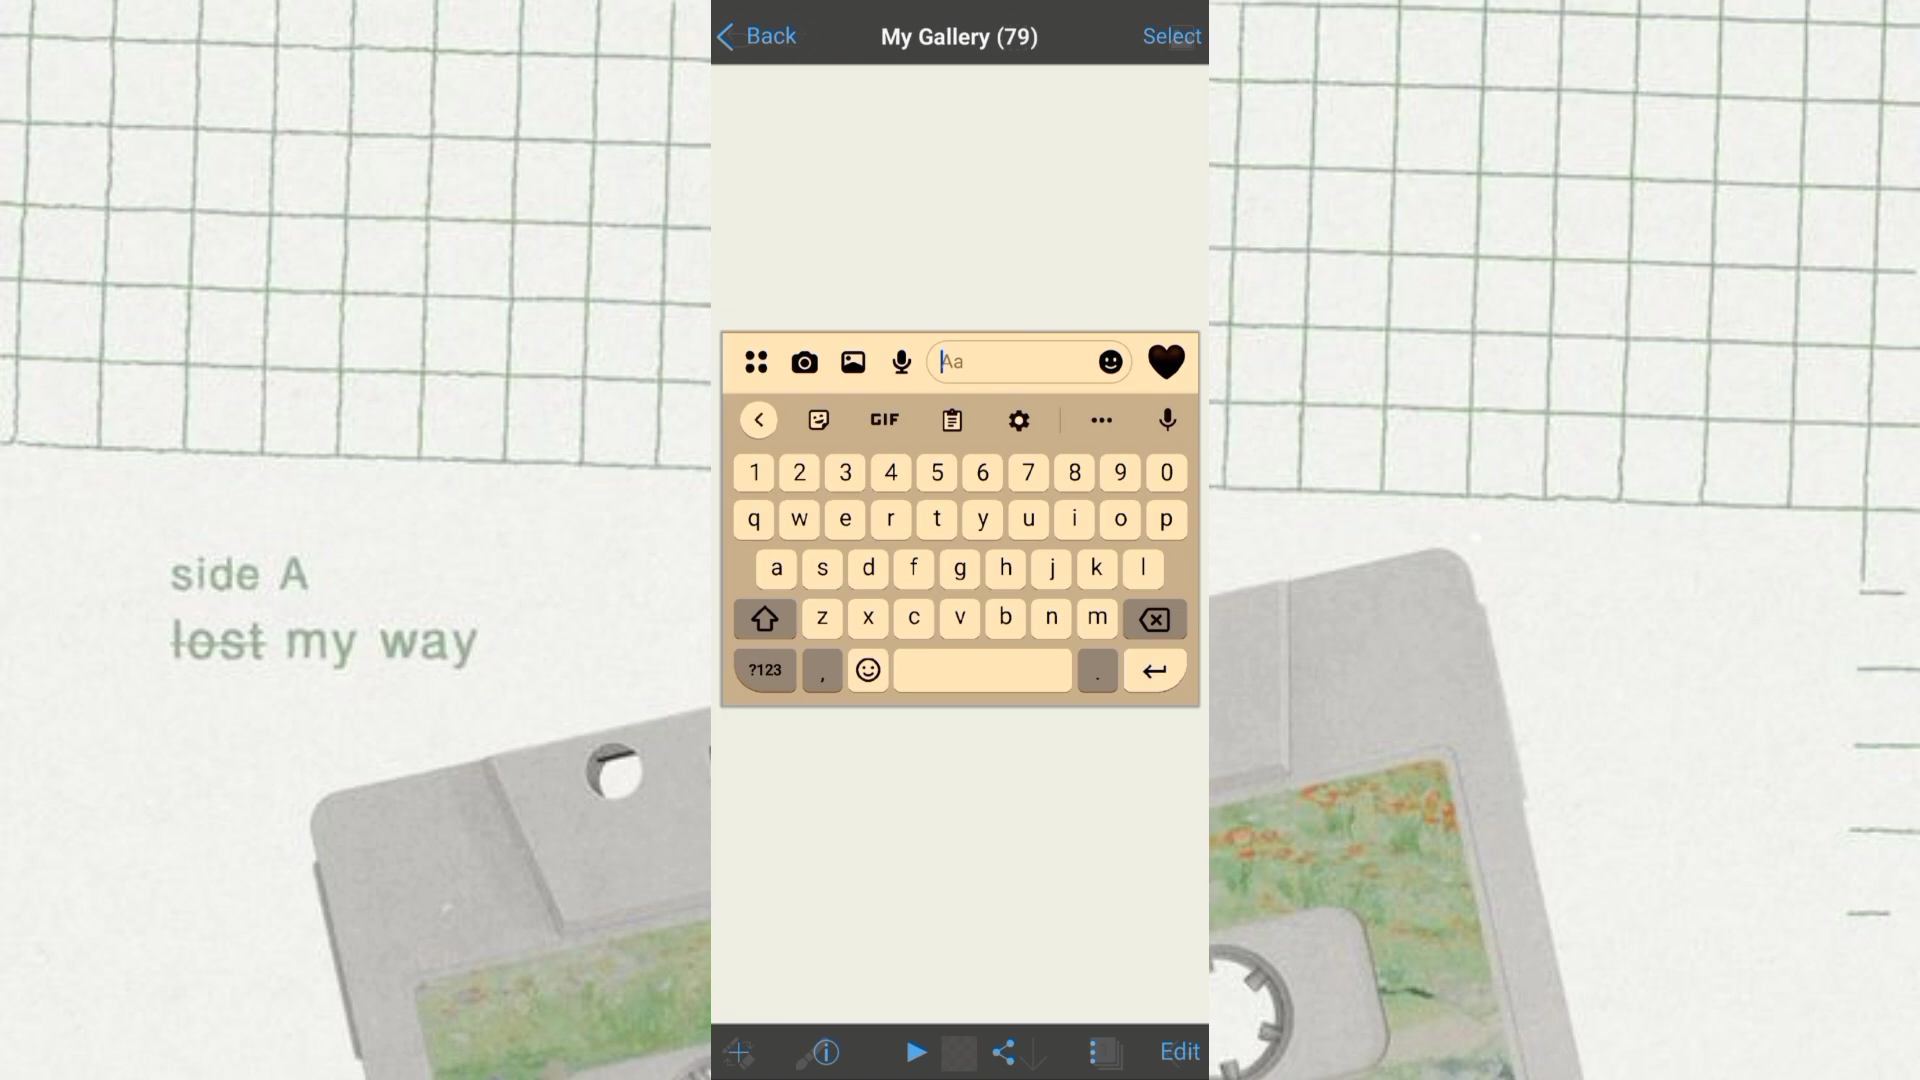 Back My Gallery (79) Select
Aa
GIF
1 2 3 4 5 6 7 8 9 0
q w e r t y u i o p
a s d f g h j k l
z x c v b n m
?123 , .
side A
lost my way
Edit